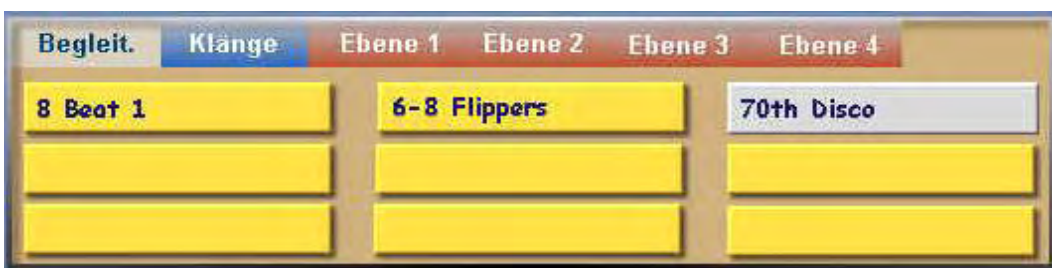 Begleit. Klänge Ebene 1 Ebene 2 Ebene 3 Ebene 4
8 Beat 1 6-8 Flippers 70th Disco